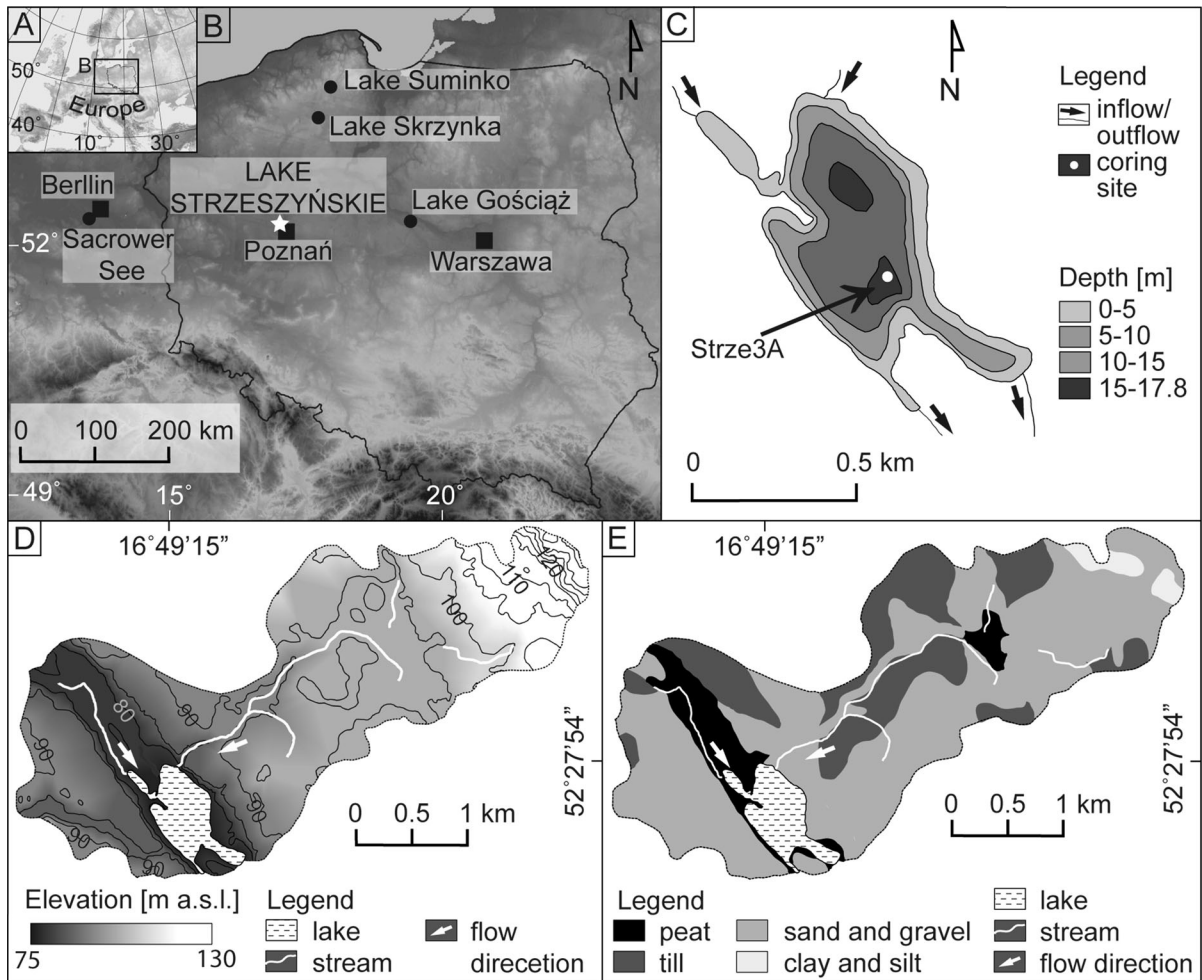 A
50°
B
Europe
40°
10°
30°
B
N
Lake Suminko
Lake Skrzynka
Berllin
LAKE
STRZESZYŃSKIE
Lake Gościąż
52°
Sacrower
See
Poznań
Warszawa
0 100 200 km
49°
15°
20°
C
N
Legend
inflow/
outflow
coring
site
Depth [m]
0-5
5-10
10-15
15-17.8
Strze3A
0 0.5 km
D
16°49'15"
120
110
100
90
80
90
90
90
0 0.5 1 km
Elevation [m a.s.l.]
75 130
Legend
lake
stream
flow
direcetion
E
16°49'15"
52°27'54"
0 0.5 1 km
Legend
peat
till
sand and gravel
clay and silt
lake
stream
flow direction